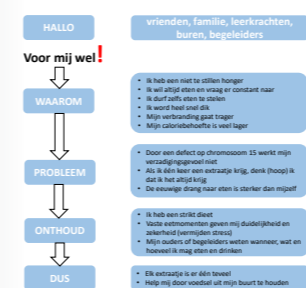 HALLO
vrienden, familie, leerkrachten,
buren, begeleiders
Voor mij wel!
WAAROM
• Ik heb een niet te stillen honger
• Ik wil altijd eten en vraag er constant naar
• Ik durf zelfs eten te stelen
• Ik word heel snel dik
• Mijn verbranding gaat trager
• Mijn caloriebehoefte is veel lager
PROBLEEM
• Door een defect op chromosoom 15 werkt mijn
verzadigingsgevoel niet
• Als ik één keer een extraatje krijg, denk (hoop) ik
dat ik het altijd krijg
• De eeuwige drang naar eten is sterker dan mijzelf
ONTHOUD
• Ik heb een strikt dieet
• Vaste eetmomenten geven mij duidelijkheid en
zekerheid (vermijden stress)
• Mijn ouders of begeleiders weten wanneer, wat en
hoeveel ik mag eten en drinken
DUS
• Elk extraatje is er één teveel
• Help mij door voedsel uit mijn buurt te houden